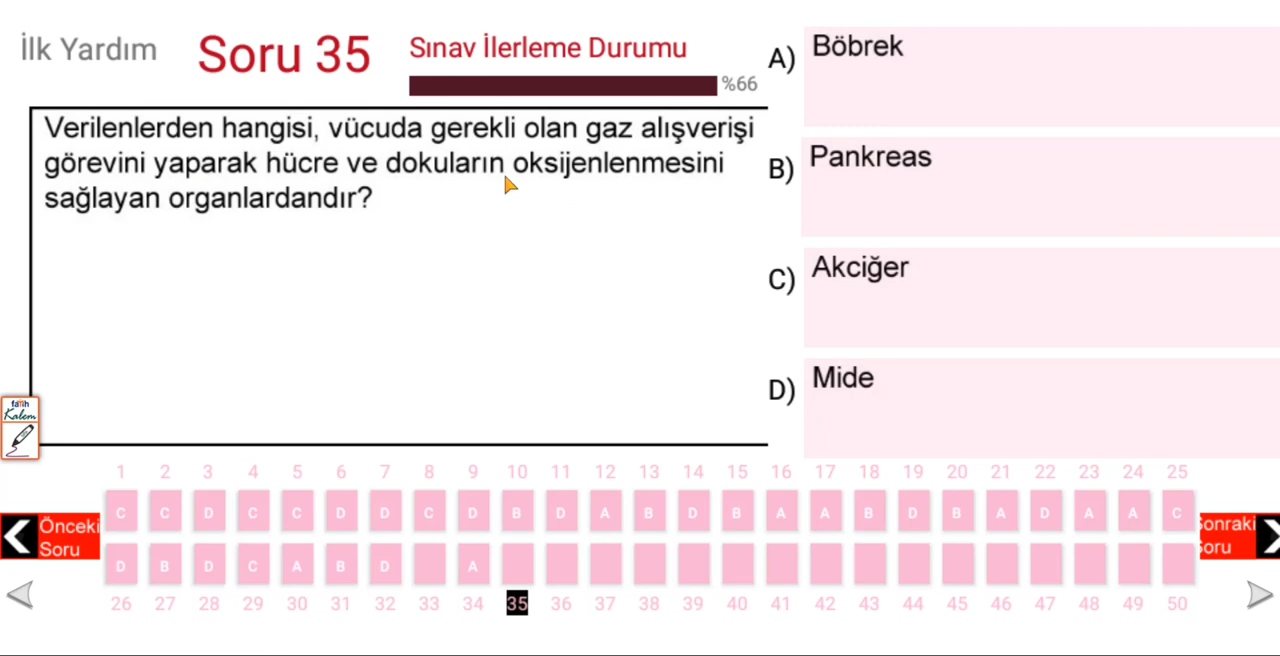 İlk Yardım
Soru 35
Sınav İlerleme Durumu
%66
Verilenlerden hangisi, vücuda gerekli olan gaz alışverişi
görevini yaparak hücre ve dokuların oksijenlenmesini
sağlayan organlardandır?
A) Böbrek
B) Pankreas
C) Akciğer
D) Mide
fatih
Kalem
1 2 3 4 5 6 7 8 9 10 11 12 13 14 15 16 17 18 19 20 21 22 23 24 25
C C D C C D D C D B D A B D B A A B D B A D A A C
Önceki
Soru
Sonraki
Soru
D B D C A B D A
26 27 28 29 30 31 32 33 34 35 36 37 38 39 40 41 42 43 44 45 46 47 48 49 50